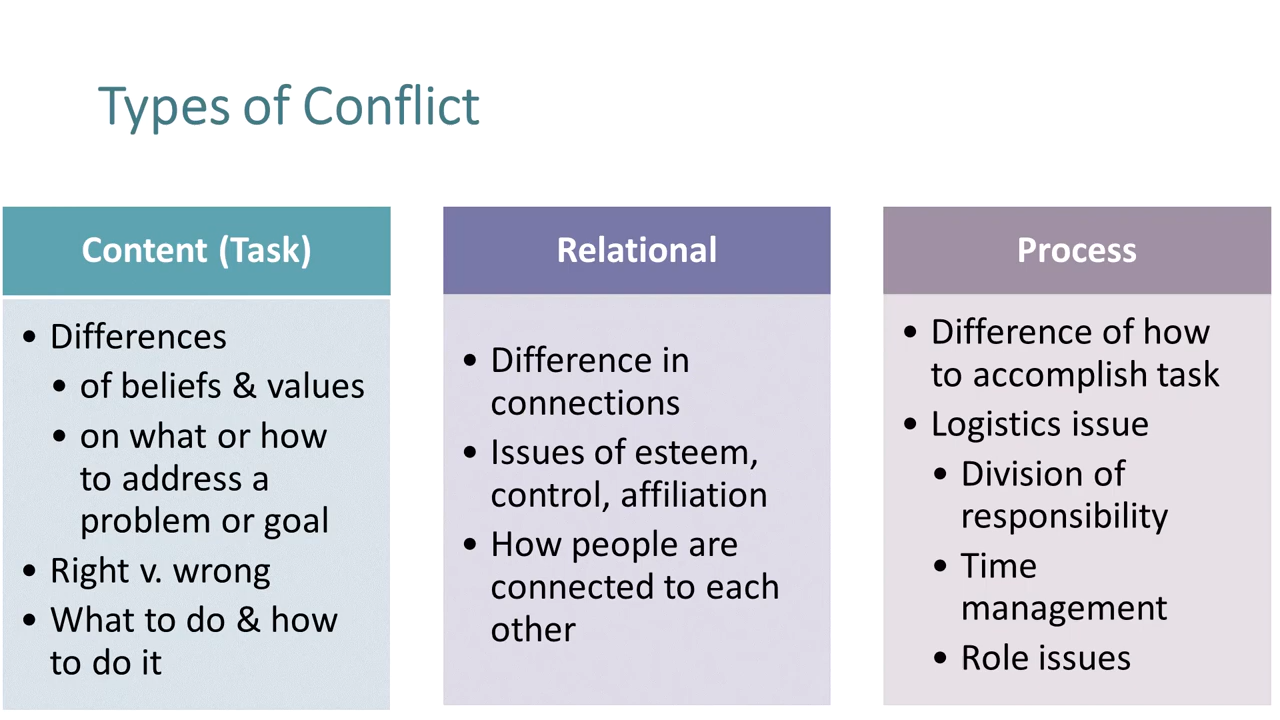 Types of Conflict
Content (Task)
• Differences
• of beliefs & values
• on what or how
to address a
problem or goal
• Right v. wrong
• What to do & how
to do it
Relational
• Difference in
connections
• Issues of esteem,
control, affiliation
• How people are
connected to each
other
Process
• Difference of how
to accomplish task
• Logistics issue
• Division of
responsibility
• Time
management
• Role issues